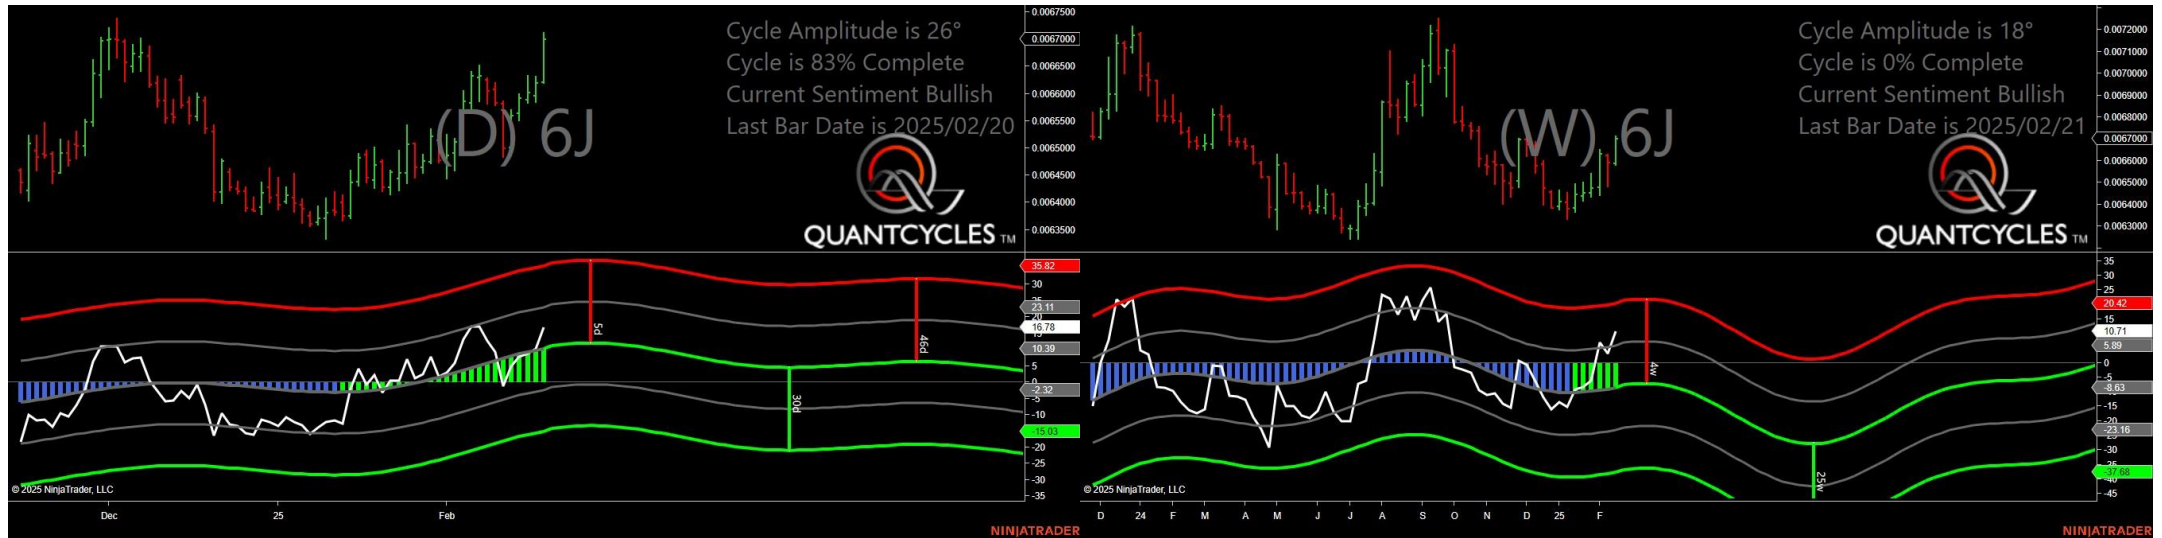 Cycle Amplitude is 26°
Cycle is 83% Complete
Current Sentiment Bullish
Last Bar Date is 2025/02/20
(D) 6J
QUANTCYCLES TM
0.0067500
0.0067000
0.0066500
0.0066000
0.0065500
0.0065000
0.0064500
0.0064000
0.0063500
35.82
30
23.11
20
16.78
10.39
5
0
-2.32
-5
-10
-15.03
-20
-25
-30
-35
5d
30d
46d
© 2025 NinjaTrader, LLC
Dec
25
Feb
NINJATRADER
Cycle Amplitude is 18°
Cycle is 0% Complete
Current Sentiment Bullish
Last Bar Date is 2025/02/21
(W) 6J
QUANTCYCLES TM
0.0072000
0.0071000
0.0070000
0.0069000
0.0068000
0.0067000
0.0066000
0.0065000
0.0064000
0.0063000
35
30
25
20.42
15
10.71
5.89
0
-5
-8.63
-15
-20
-23.16
-30
-35
-37.68
-40
-45
4w
25w
© 2025 NinjaTrader, LLC
D 24 F M A M J J A S O N D 25 F
NINJATRADER